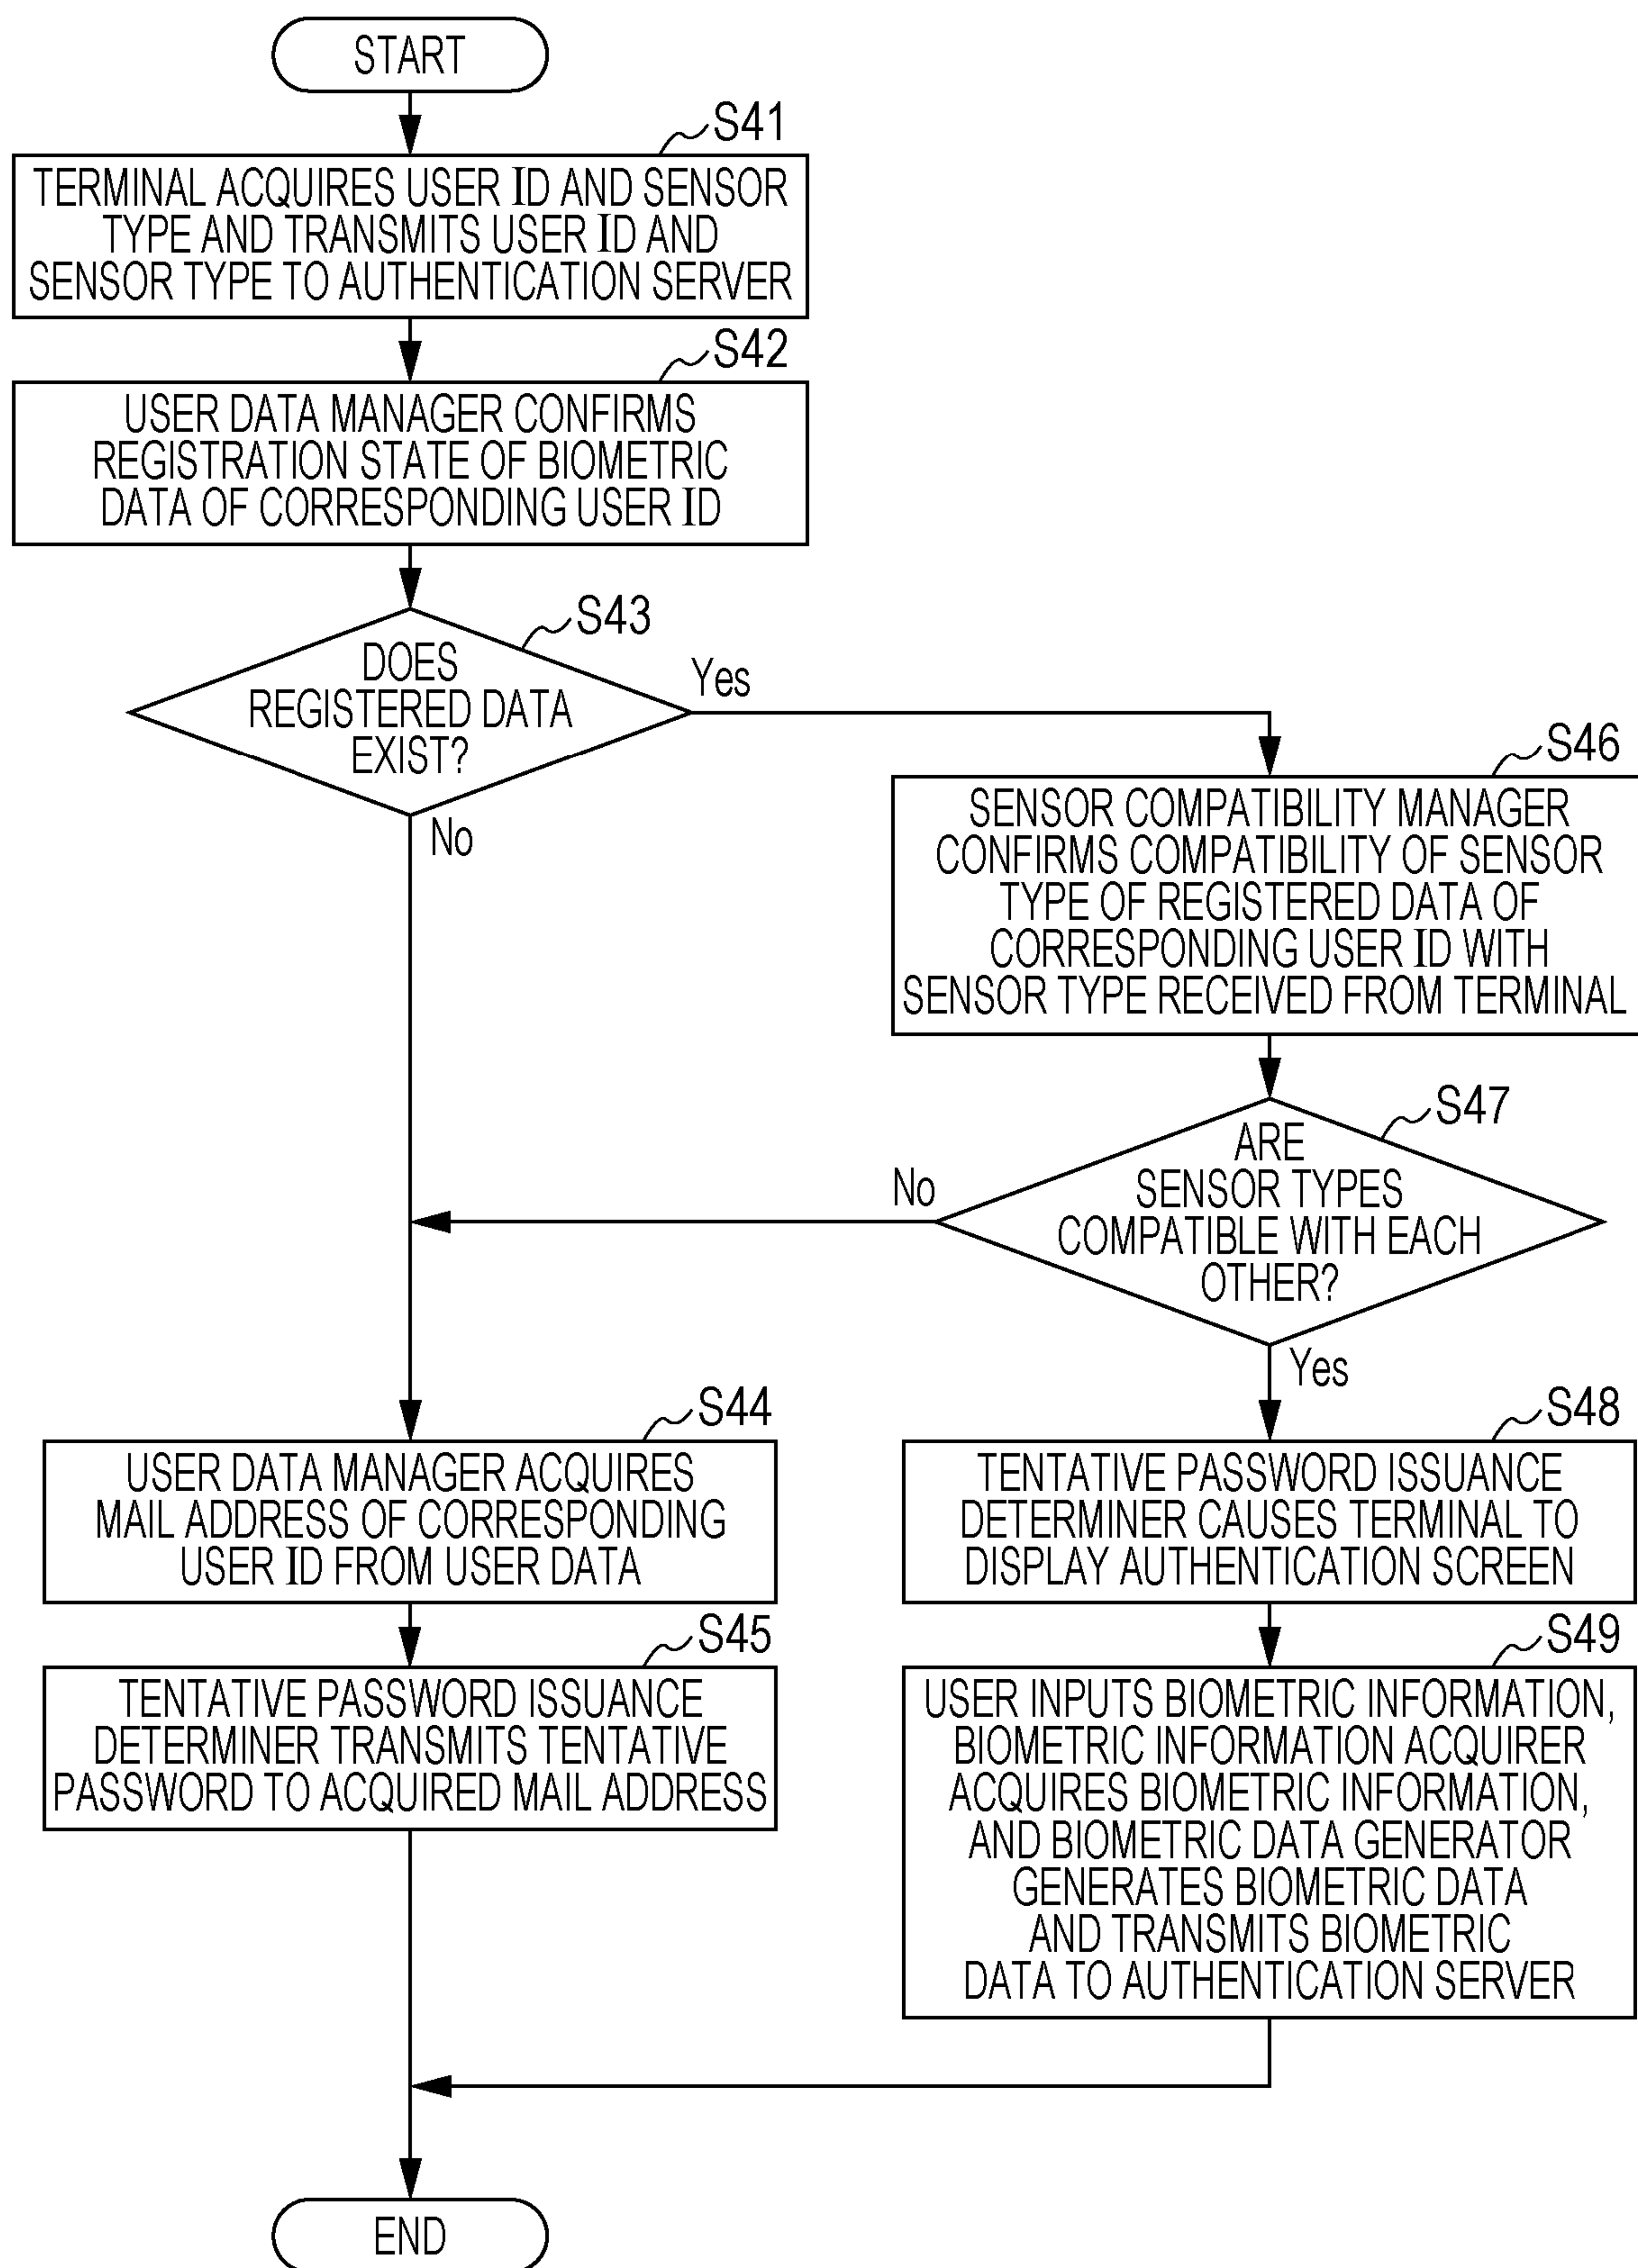 START
S41
TERMINAL ACQUIRES USER ID AND SENSOR
TYPE AND TRANSMITS USER ID AND
SENSOR TYPE TO AUTHENTICATION SERVER
S42
USER DATA MANAGER CONFIRMS
REGISTRATION STATE OF BIOMETRIC
DATA OF CORRESPONDING USER ID
S43
DOES
REGISTERED DATA
EXIST?
Yes
No
S46
SENSOR COMPATIBILITY MANAGER
CONFIRMS COMPATIBILITY OF SENSOR
TYPE OF REGISTERED DATA OF
CORRESPONDING USER ID WITH
SENSOR TYPE RECEIVED FROM TERMINAL
S47
ARE
SENSOR TYPES
COMPATIBLE WITH EACH
OTHER?
No
Yes
S44
USER DATA MANAGER ACQUIRES
MAIL ADDRESS OF CORRESPONDING
USER ID FROM USER DATA
S45
TENTATIVE PASSWORD ISSUANCE
DETERMINER TRANSMITS TENTATIVE
PASSWORD TO ACQUIRED MAIL ADDRESS
S48
TENTATIVE PASSWORD ISSUANCE
DETERMINER CAUSES TERMINAL TO
DISPLAY AUTHENTICATION SCREEN
S49
USER INPUTS BIOMETRIC INFORMATION,
BIOMETRIC INFORMATION ACQUIRER
ACQUIRES BIOMETRIC INFORMATION,
AND BIOMETRIC DATA GENERATOR
GENERATES BIOMETRIC DATA
AND TRANSMITS BIOMETRIC
DATA TO AUTHENTICATION SERVER
END